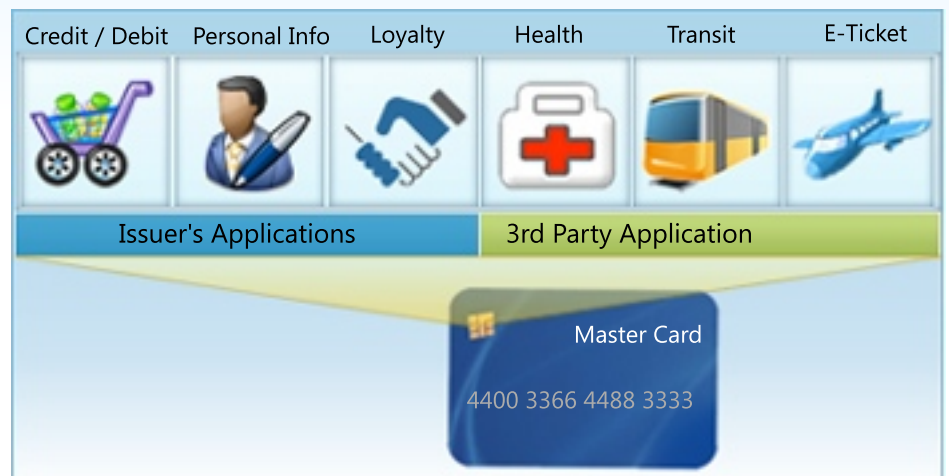 Credit / Debit Personal Info Loyalty Health Transit E-Ticket
Issuer's Applications 3rd Party Application
Master Card
4400 3366 4488 3333